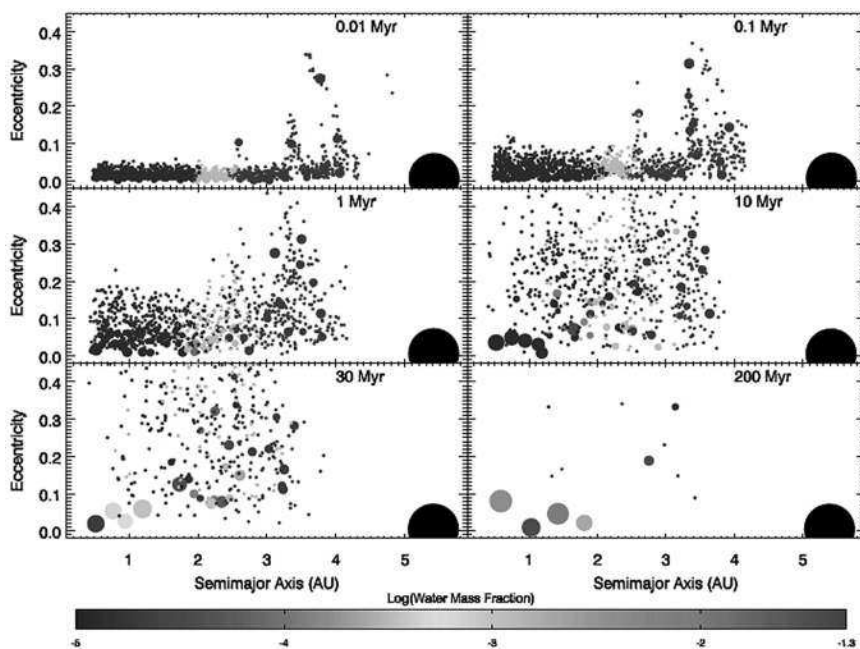 0.01 Myr
0.1 Myr
Eccentricity
0.4
0.3
0.2
0.1
0.0
1 Myr
10 Myr
Eccentricity
0.4
0.3
0.2
0.1
0.0
30 Myr
200 Myr
Eccentricity
0.4
0.3
0.2
0.1
0.0
1 2 3 4 5 1 2 3 4 5
Semimajor Axis (AU) Semimajor Axis (AU)
Log(Water Mass Fraction)
-5 -4 -3 -2 -1.3